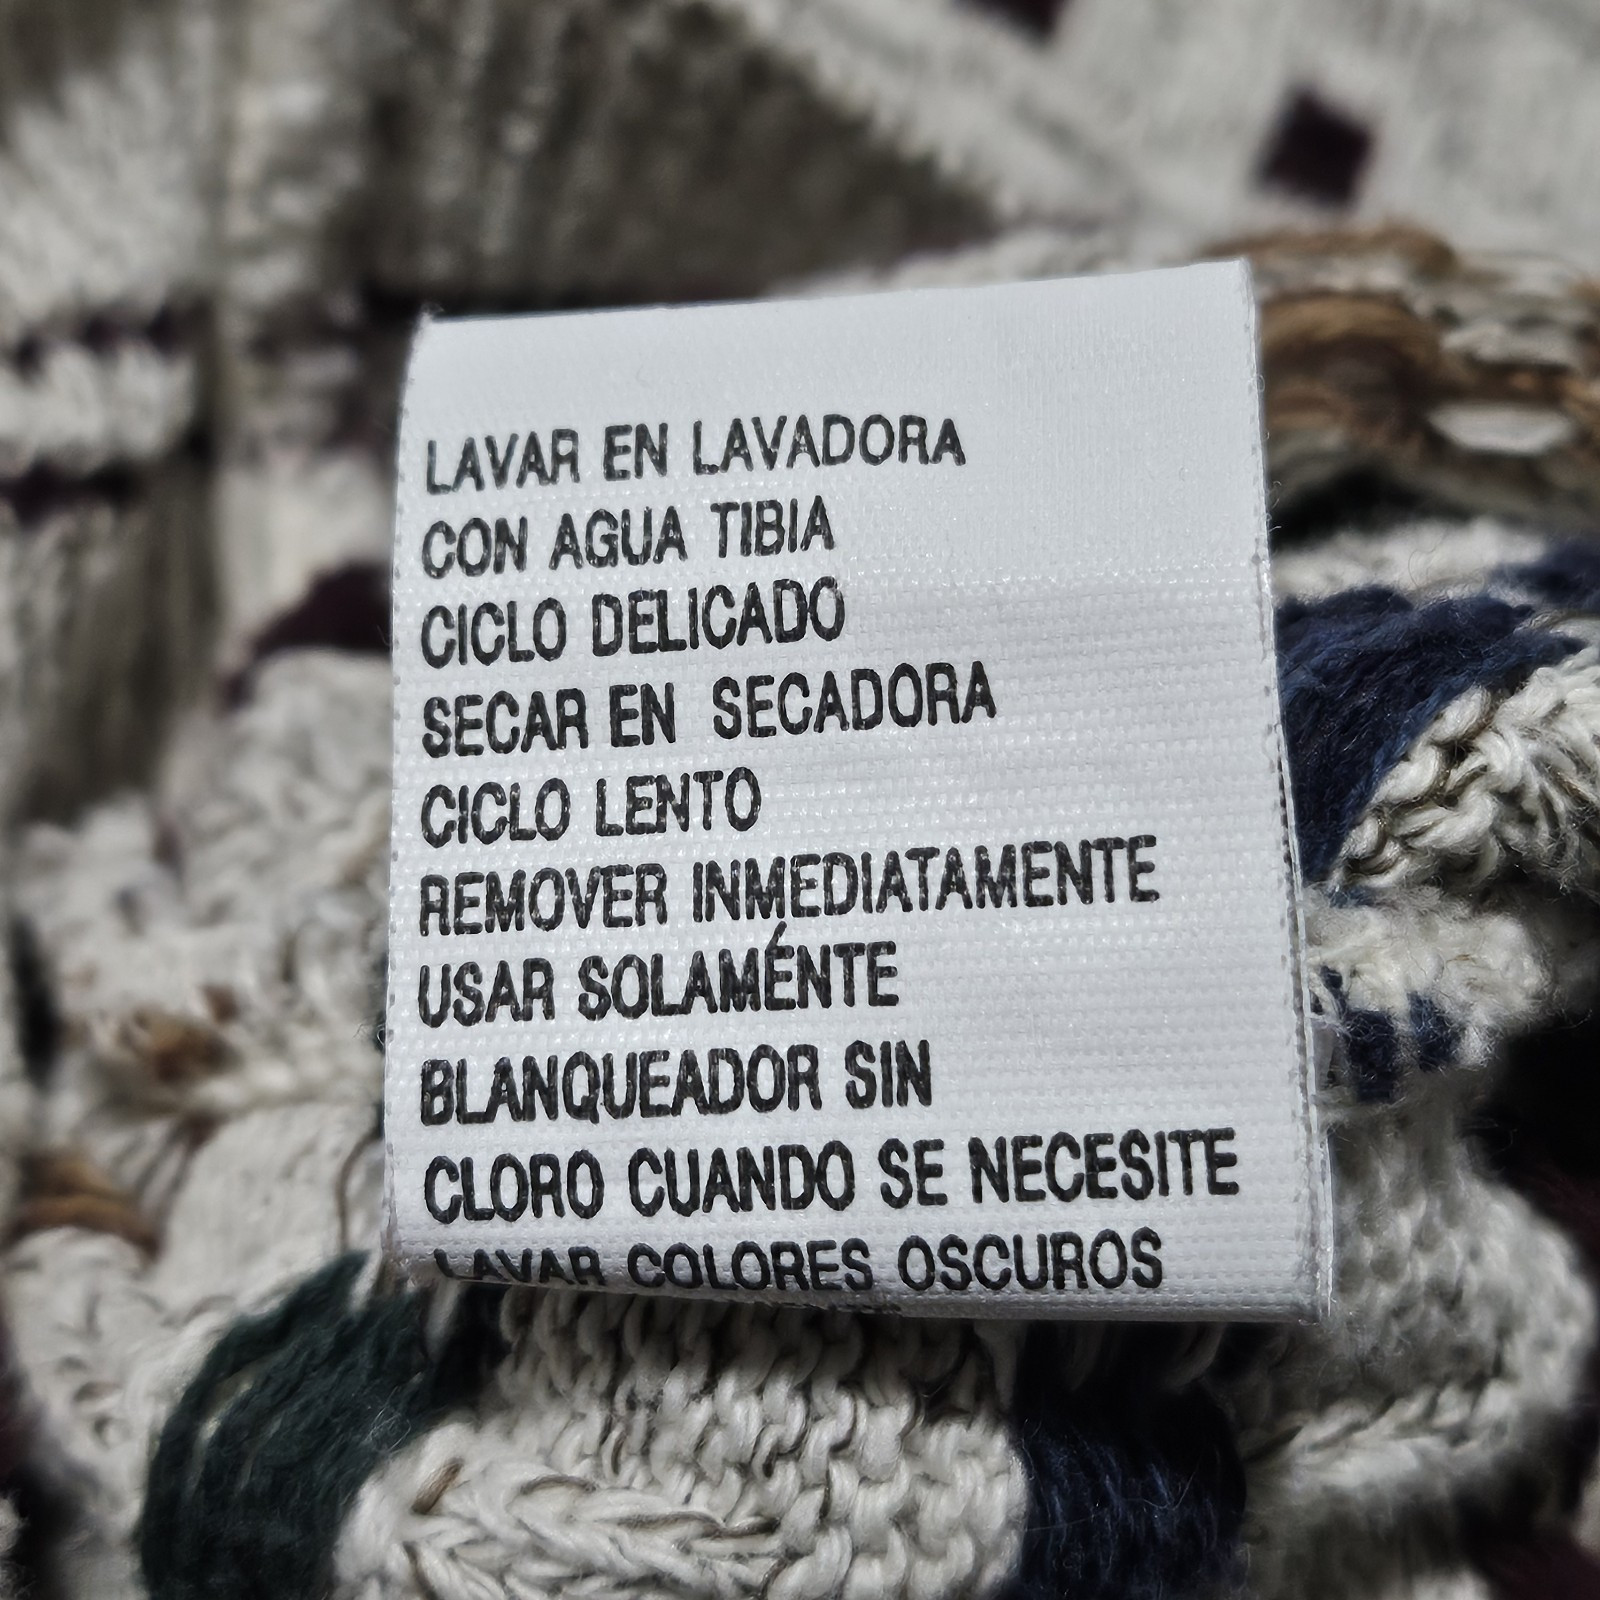 LAVAR EN LAVADORA
CON AGUA TIBIA
CICLO DELICADO
SECAR EN SECADORA
CICLO LENTO
REMOVER INMEDIATAMENTE
USAR SOLAMÉNTE
BLANQUEADOR SIN
CLORO CUANDO SE NECESITE
LAVAR COLORES OSCUROS